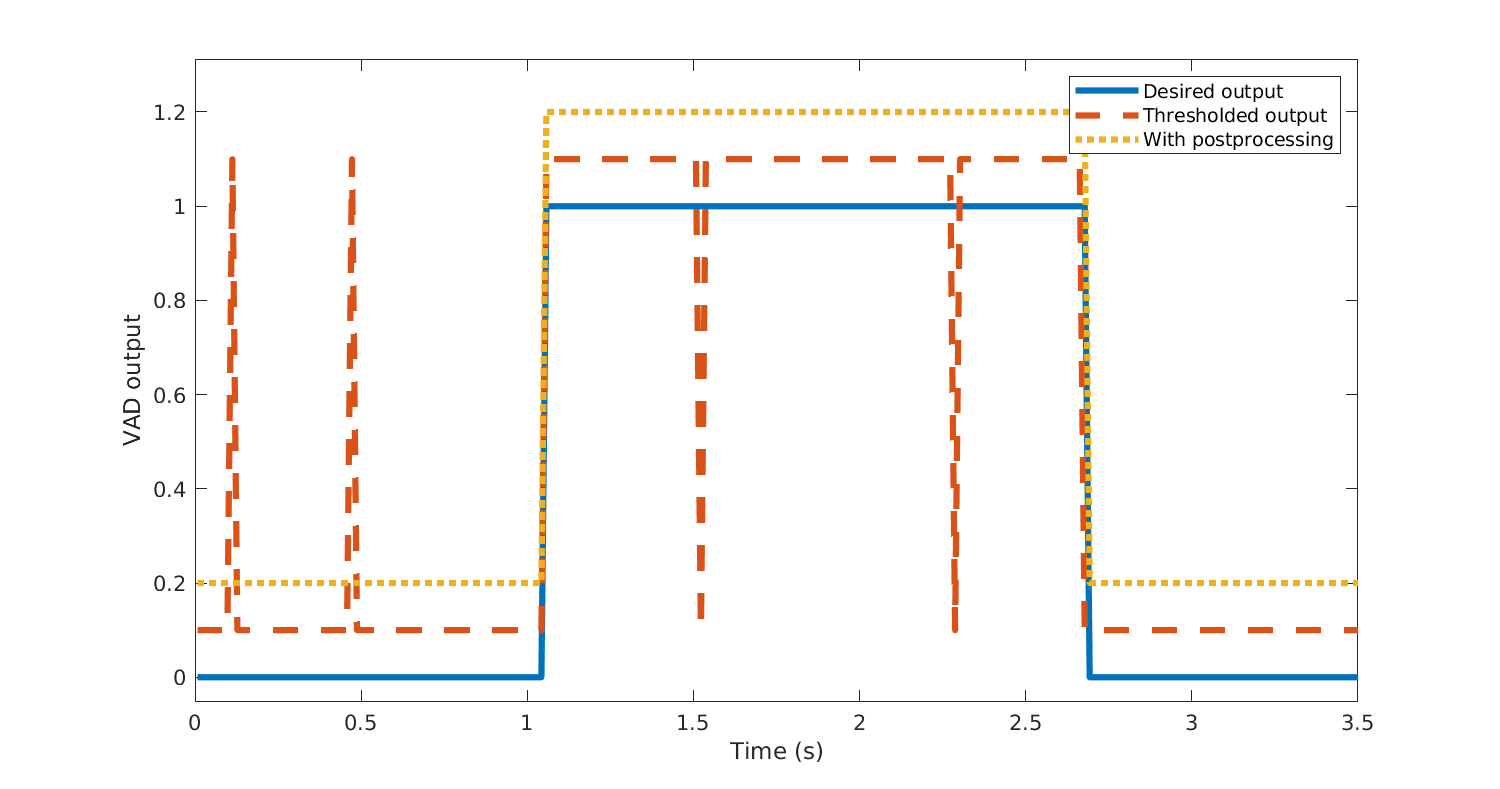 Desired output
Thresholded output
With postprocessing
1.2
1
0.8
0.6
0.4
0.2
0
VAD output
0 0.5 1 1.5 2 2.5 3 3.5
Time (s)